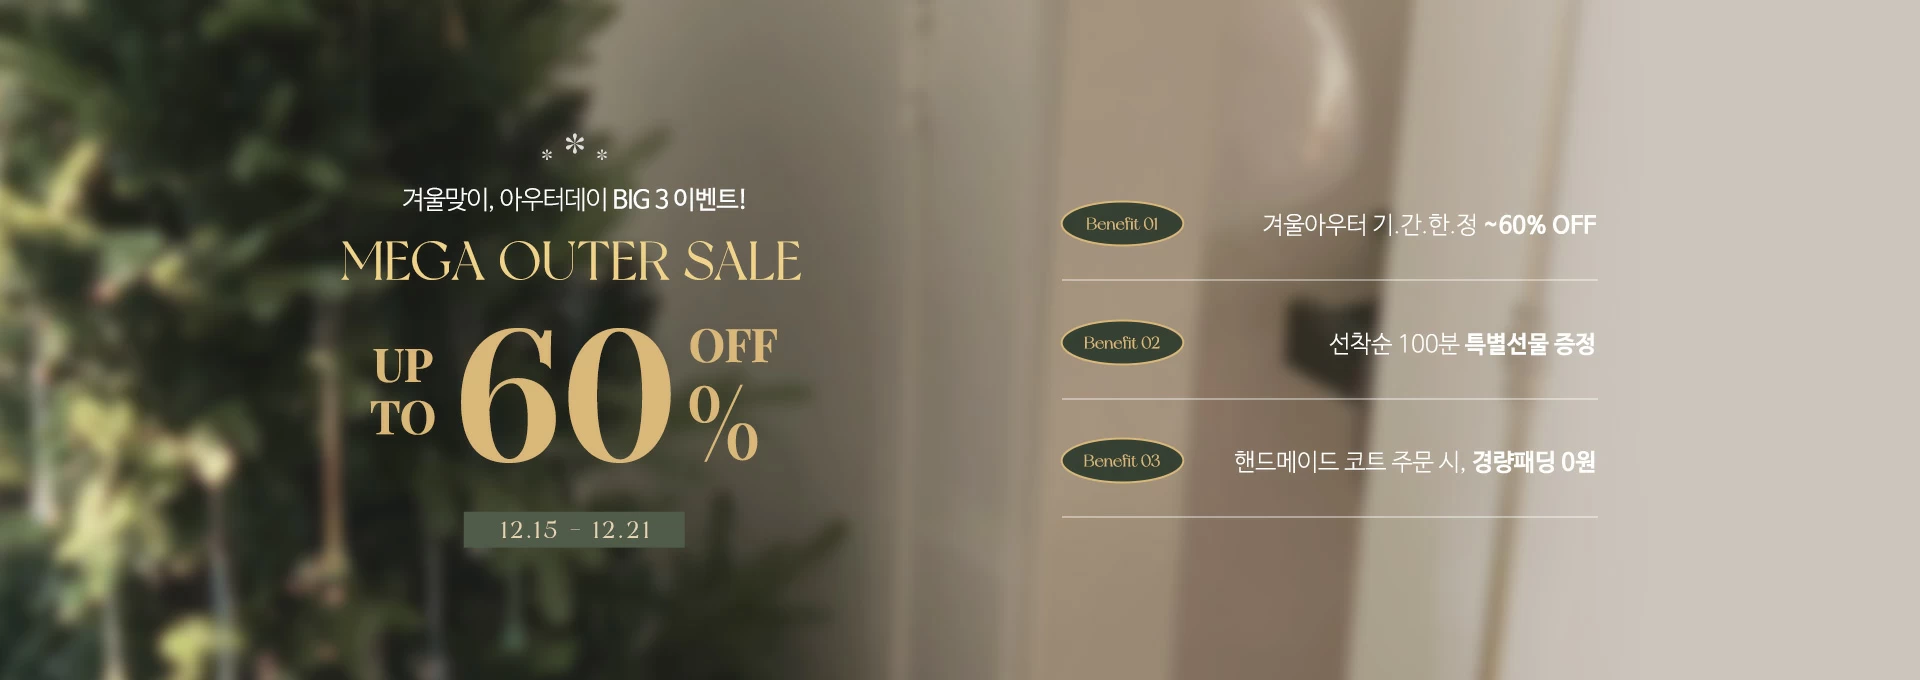 겨울맞이, 아우터데이 BIG 3 이벤트!
MEGA OUTER SALE
UP TO 60 OFF %
12.15 - 12.21
Benefit 01 겨울아우터 기.간.한.정 ~60% OFF
Benefit 02 선착순 100분 특별선물 증정
Benefit 03 핸드메이드 코트 주문 시, 경량패딩 0원